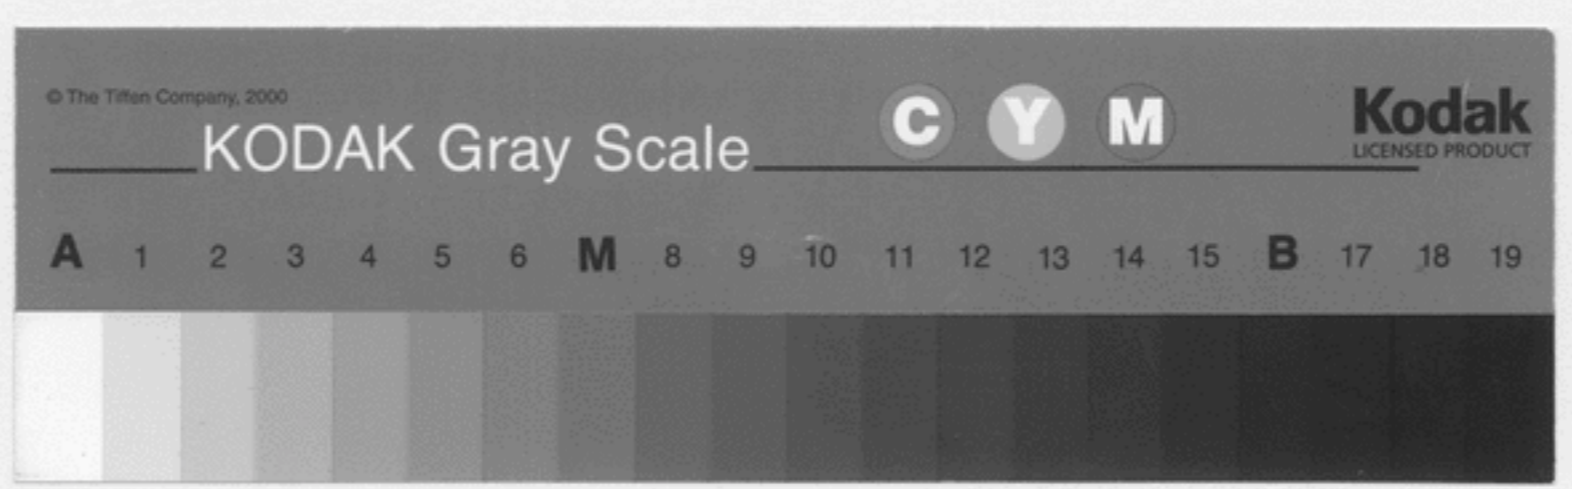 © The Tiffen Company, 2000
KODAK Gray Scale
C Y M
Kodak
LICENSED PRODUCT
A 1 2 3 4 5 6 M 8 9 10 11 12 13 14 15 B 17 18 19